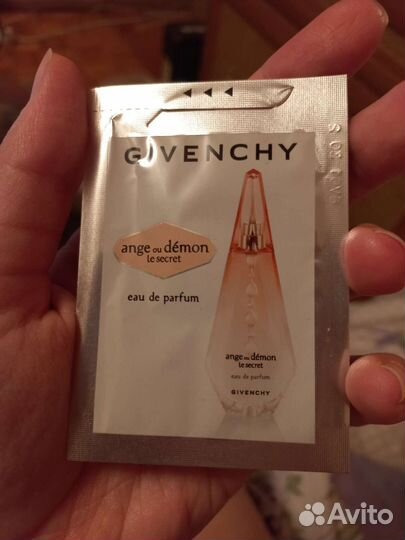 GIVENCHY
ange ou démon
le secret
eau de parfum
ange ou démon
le secret
eau de parfum
GIVENCHY
Avito